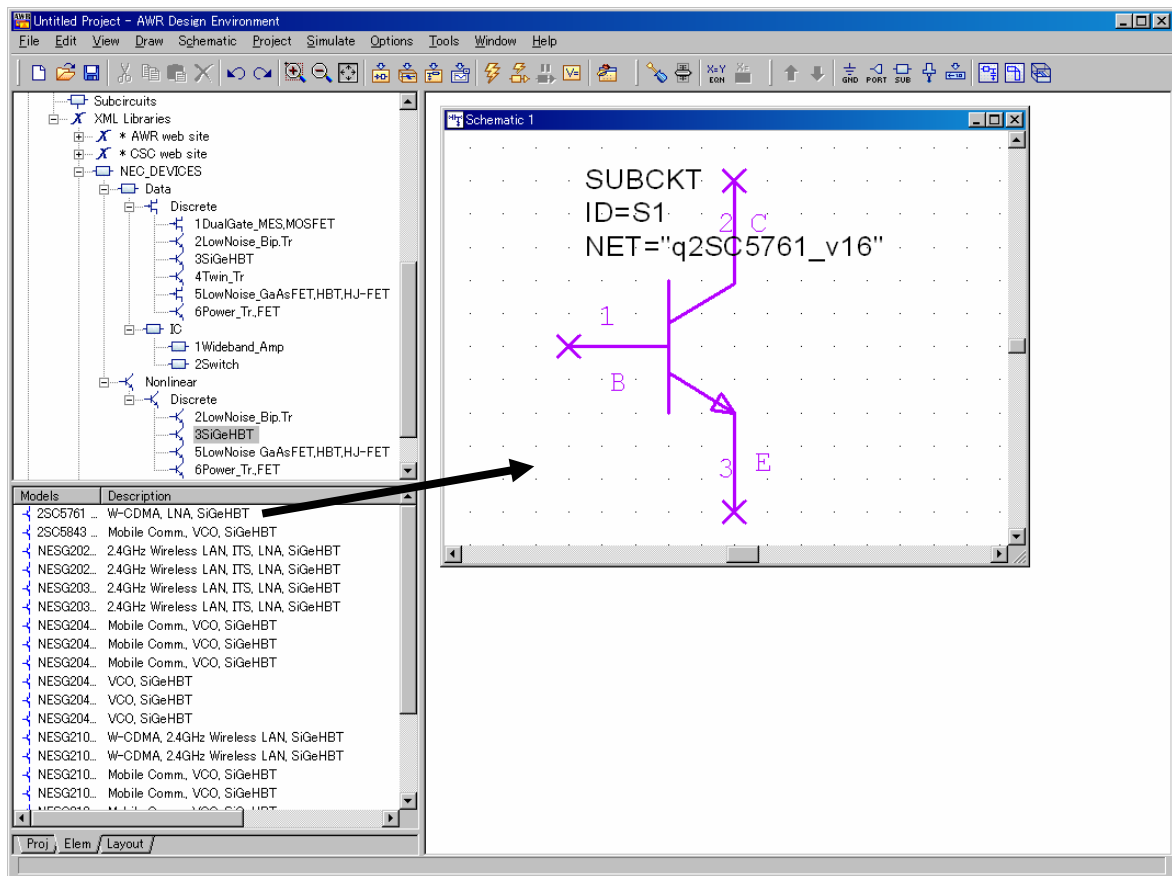 Untitled Project - AWR Design Environment
File Edit View Draw Schematic Project Simulate Options Tools Window Help
X=Y
EQN
GND PORT SUB
Subcircuits
XML Libraries
* AWR web site
* CSC web site
NEC_DEVICES
Data
Discrete
1DualGate_MES,MOSFET
2LowNoise_Bip.Tr
3SiGeHBT
4Twin_Tr
5LowNoise_GaAsFET,HBT,HJ-FET
6Power_Tr.,FET
IC
1Wideband_Amp
2Switch
Nonlinear
Discrete
2LowNoise_Bip.Tr
3SiGeHBT
5LowNoise GaAsFET,HBT,HJ-FET
6Power_Tr.,FET
Models Description
2SC5761 ... W-CDMA, LNA, SiGeHBT
2SC5843 ... Mobile Comm., VCO, SiGeHBT
NESG202... 2.4GHz Wireless LAN, ITS, LNA, SiGeHBT
NESG202... 2.4GHz Wireless LAN, ITS, LNA, SiGeHBT
NESG203... 2.4GHz Wireless LAN, ITS, LNA, SiGeHBT
NESG203... 2.4GHz Wireless LAN, ITS, LNA, SiGeHBT
NESG204... Mobile Comm., VCO, SiGeHBT
NESG204... Mobile Comm., VCO, SiGeHBT
NESG204... Mobile Comm., VCO, SiGeHBT
NESG204... VCO, SiGeHBT
NESG204... VCO, SiGeHBT
NESG204... VCO, SiGeHBT
NESG210... W-CDMA, 2.4GHz Wireless LAN, SiGeHBT
NESG210... W-CDMA, 2.4GHz Wireless LAN, SiGeHBT
NESG210... Mobile Comm., VCO, SiGeHBT
NESG210... Mobile Comm., VCO, SiGeHBT
Proj Elem Layout
Schematic 1
SUBCKT
ID=S1
NET="q2SC5761_v16"
2 C
1
B
3 E